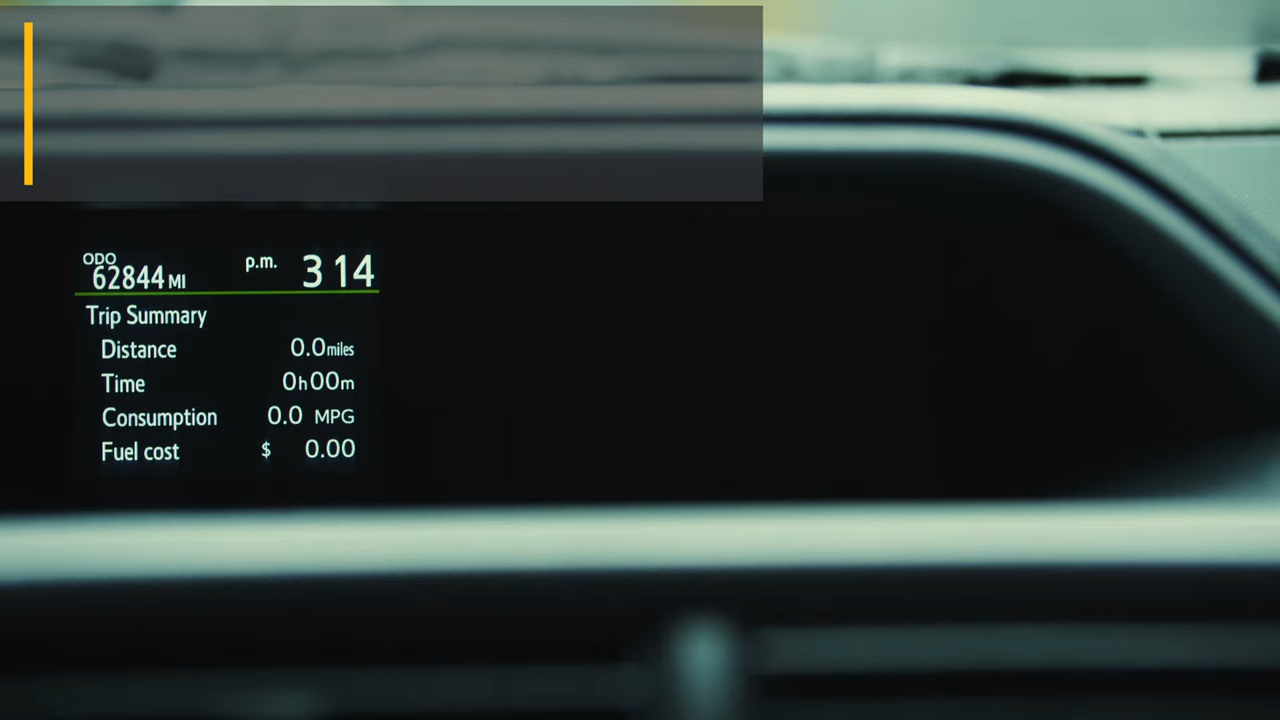 ODO
62844 MI p.m. 3 14
Trip Summary
Distance 0.0 miles
Time 0h00m
Consumption 0.0 MPG
Fuel cost $ 0.00